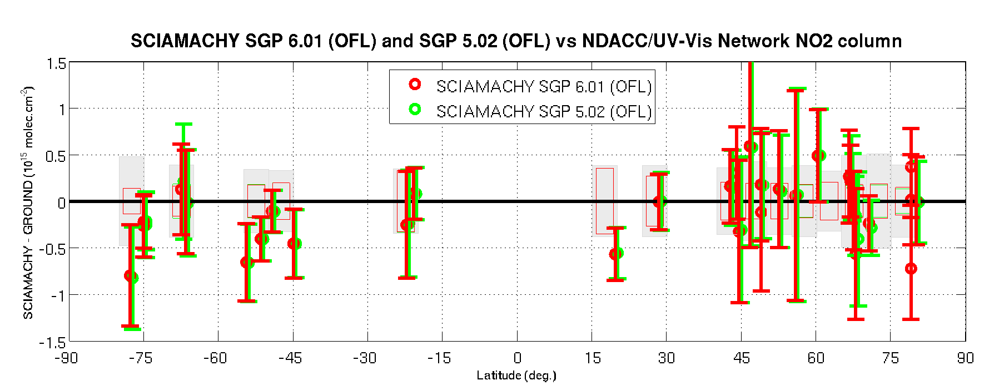 SCIAMACHY SGP 6.01 (OFL) and SGP 5.02 (OFL) vs NDACC/UV-Vis Network NO2 column
SCIAMACHY SGP 6.01 (OFL)
SCIAMACHY SGP 5.02 (OFL)
SCIAMACHY - GROUND (10^15 molec.cm^-2)
1.5
1
0.5
0
-0.5
-1
-1.5
-90 -75 -60 -45 -30 -15 0 15 30 45 60 75 90
Latitude (deg.)